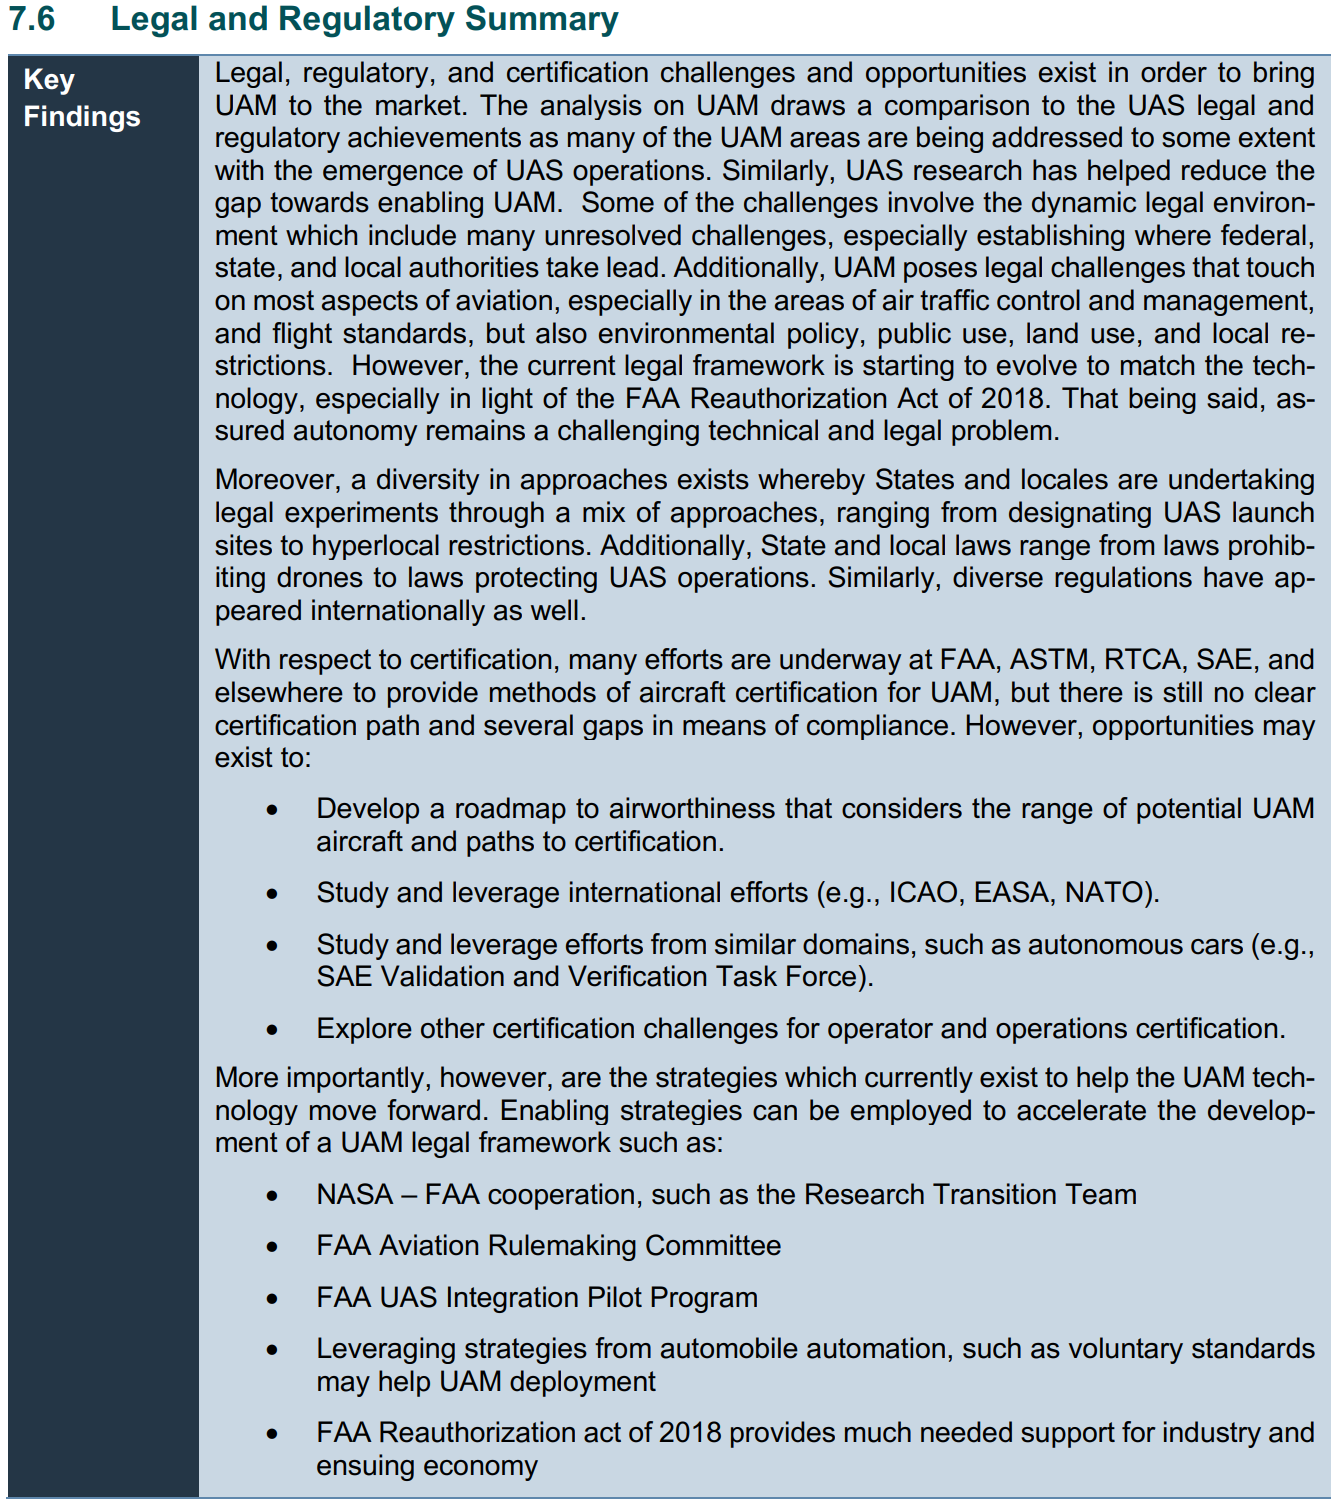 7.6 Legal and Regulatory Summary
Key
Findings
Legal, regulatory, and certification challenges and opportunities exist in order to bring
UAM to the market. The analysis on UAM draws a comparison to the UAS legal and
regulatory achievements as many of the UAM areas are being addressed to some extent
with the emergence of UAS operations. Similarly, UAS research has helped reduce the
gap towards enabling UAM.  Some of the challenges involve the dynamic legal environ-
ment which include many unresolved challenges, especially establishing where federal,
state, and local authorities take lead. Additionally, UAM poses legal challenges that touch
on most aspects of aviation, especially in the areas of air traffic control and management,
and flight standards, but also environmental policy, public use, land use, and local re-
strictions.  However, the current legal framework is starting to evolve to match the tech-
nology, especially in light of the FAA Reauthorization Act of 2018. That being said, as-
sured autonomy remains a challenging technical and legal problem.
Moreover, a diversity in approaches exists whereby States and locales are undertaking
legal experiments through a mix of approaches, ranging from designating UAS launch
sites to hyperlocal restrictions. Additionally, State and local laws range from laws prohib-
iting drones to laws protecting UAS operations. Similarly, diverse regulations have ap-
peared internationally as well.
With respect to certification, many efforts are underway at FAA, ASTM, RTCA, SAE, and
elsewhere to provide methods of aircraft certification for UAM, but there is still no clear
certification path and several gaps in means of compliance. However, opportunities may
exist to:
• Develop a roadmap to airworthiness that considers the range of potential UAM
aircraft and paths to certification.
• Study and leverage international efforts (e.g., ICAO, EASA, NATO).
• Study and leverage efforts from similar domains, such as autonomous cars (e.g.,
SAE Validation and Verification Task Force).
• Explore other certification challenges for operator and operations certification.
More importantly, however, are the strategies which currently exist to help the UAM tech-
nology move forward. Enabling strategies can be employed to accelerate the develop-
ment of a UAM legal framework such as:
• NASA – FAA cooperation, such as the Research Transition Team
• FAA Aviation Rulemaking Committee
• FAA UAS Integration Pilot Program
• Leveraging strategies from automobile automation, such as voluntary standards
may help UAM deployment
• FAA Reauthorization act of 2018 provides much needed support for industry and
ensuing economy